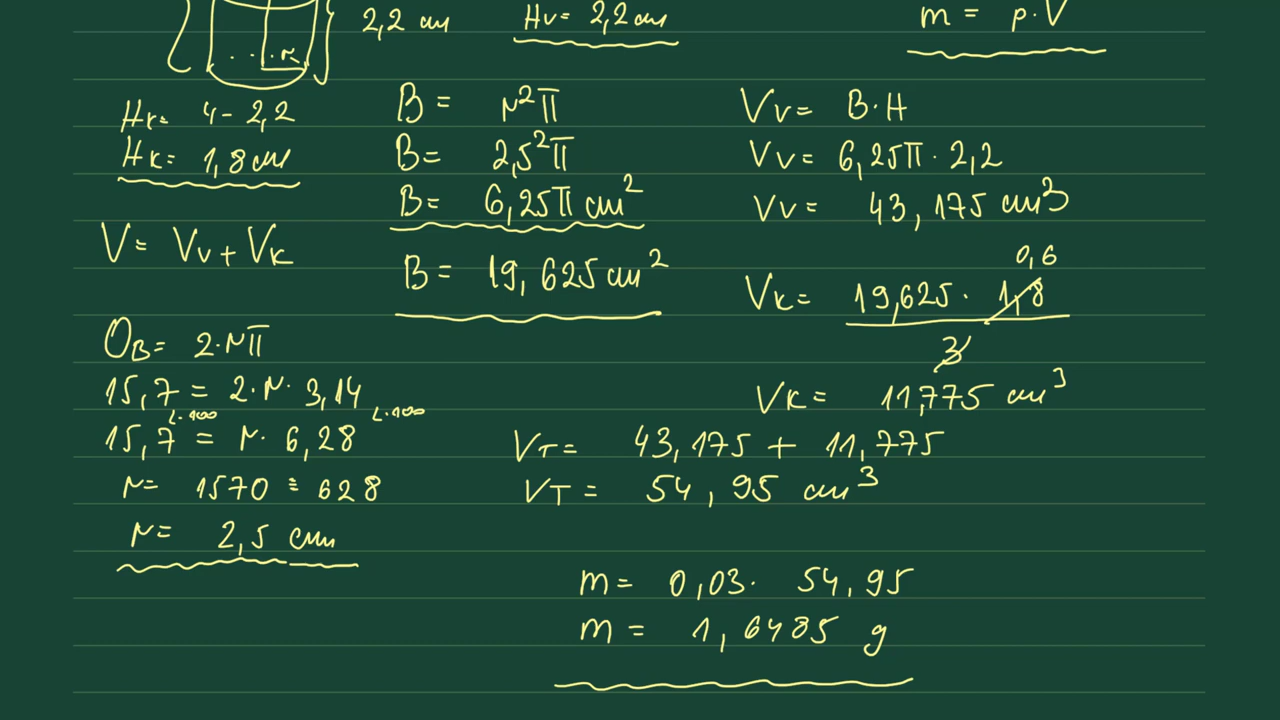 2,2 cm
r
Hv= 2,2 cm
m = ρ·V
Hk= 4-2,2
Hk= 1,8 cm
V= Vv+Vk
OB= 2·rπ
15,7 = 2·r· 3,14
15,7 = r· 6,28
/·100 /·100
r= 1570 : 628
r= 2,5 cm
B= r²π
B= 2,5²π
B= 6,25π cm²
B= 19,625 cm²
Vv= B·H
Vv= 6,25π · 2,2
Vv= 43,175 cm³
0,6
Vk= 19,625 · 1,8
3
Vk= 11,775 cm³
VT= 43,175 + 11,775
VT= 54,95 cm³
m= 0,03· 54,95
m= 1,6485 g